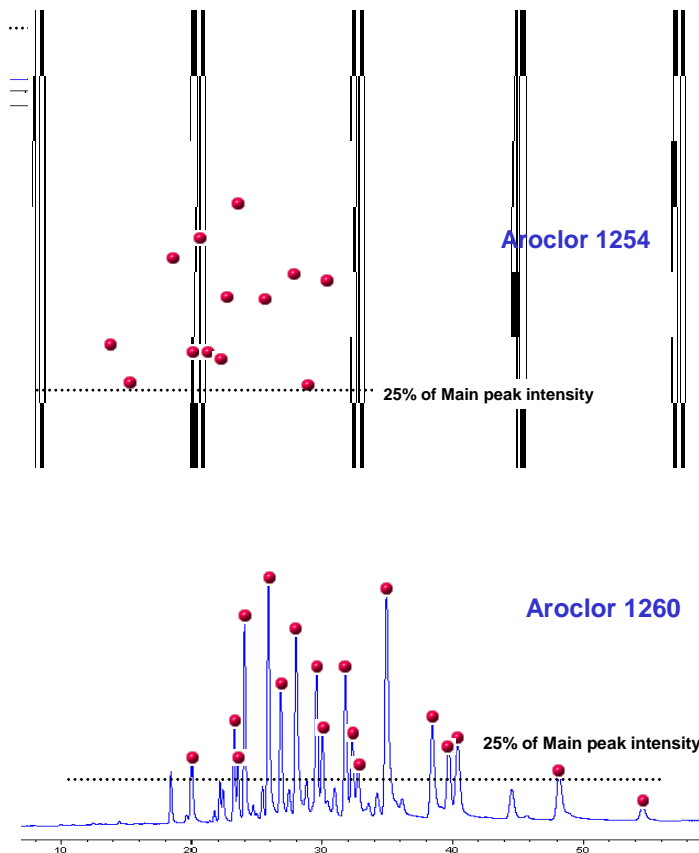 Aroclor 1254
25% of Main peak intensity
Aroclor 1260
25% of Main peak intensity
10 20 30 40 50